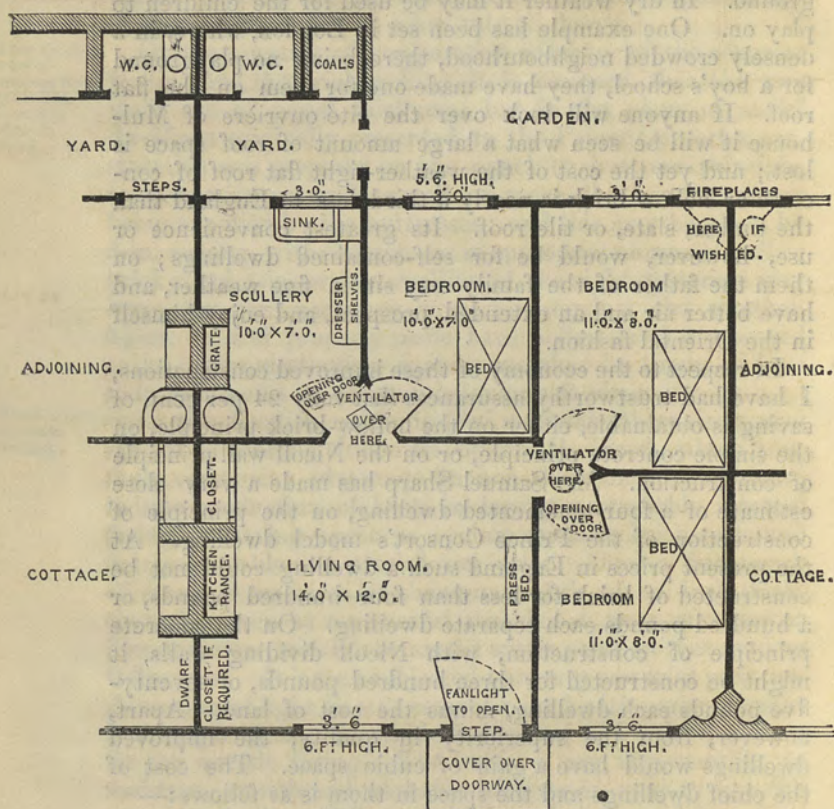 W.C.
W.C.
COALS
GARDEN.
YARD.
YARD.
STEPS.
3.0."
5.6." HIGH.
3.0."
3.0."
FIREPLACES
HERE IF
WISHED.
SINK.
DRESSER
SHELVES.
SCULLERY
10.0 X 7.0."
BEDROOM.
10.0 X 7.0"
BEDROOM
11.0 X 8.0."
GRATE
BED
BED
ADJOINING.
ADJOINING.
OPENING
OVER DOOR
VENTILATOR
OVER
HERE.
VENTILATOR
OVER
HERE.
OPENING
OVER
DOOR
CLOSET.
COTTAGE.
KITCHEN
RANGE.
LIVING ROOM.
14.0" X 12.0."
PRESS
BED.
BED
BEDROOM
11.0 X 8.0."
COTTAGE.
DWARF
CLOSET IF
REQUIRED.
FANLIGHT
TO OPEN.
STEP.
3.6"
3.6"
6.FT HIGH.
6.FT HIGH.
COVER OVER
DOORWAY.